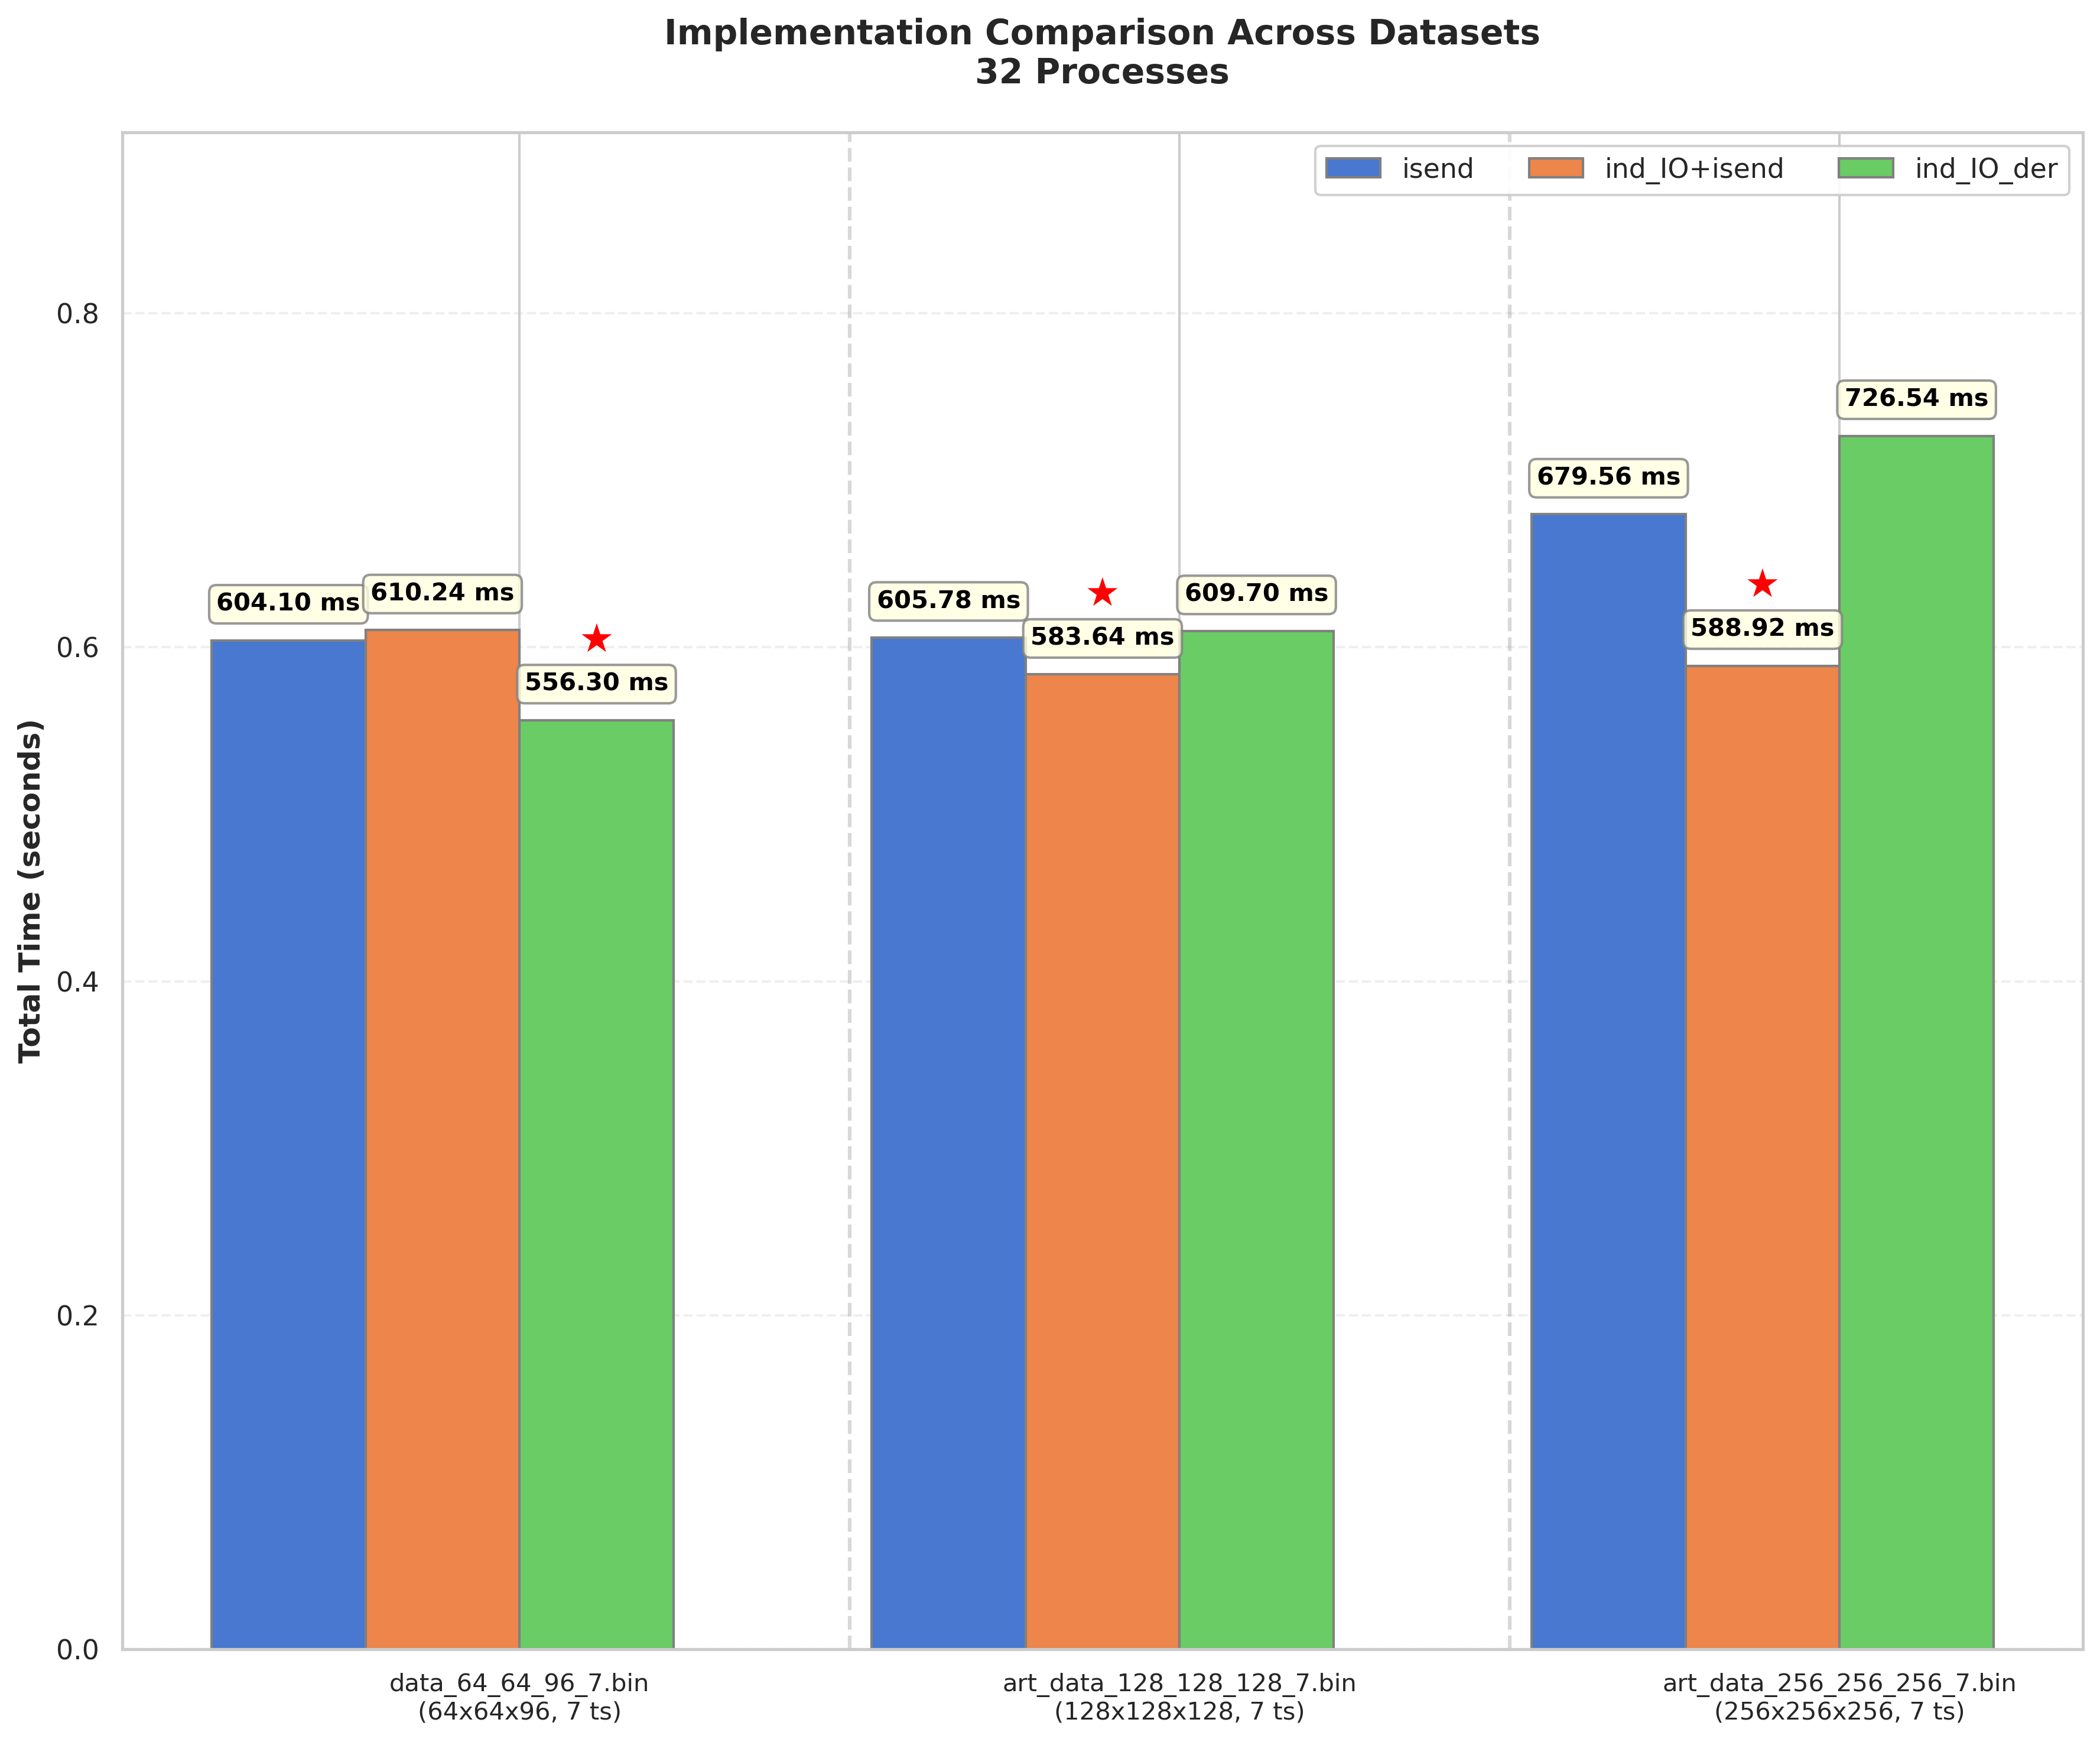 Implementation Comparison Across Datasets
32 Processes
isend
ind_IO+isend
ind_IO_der
Total Time (seconds)
0.8
0.6
0.4
0.2
0.0
604.10 ms
610.24 ms
556.30 ms
605.78 ms
583.64 ms
609.70 ms
679.56 ms
588.92 ms
726.54 ms
data_64_64_96_7.bin
(64x64x96, 7 ts)
art_data_128_128_128_7.bin
(128x128x128, 7 ts)
art_data_256_256_256_7.bin
(256x256x256, 7 ts)